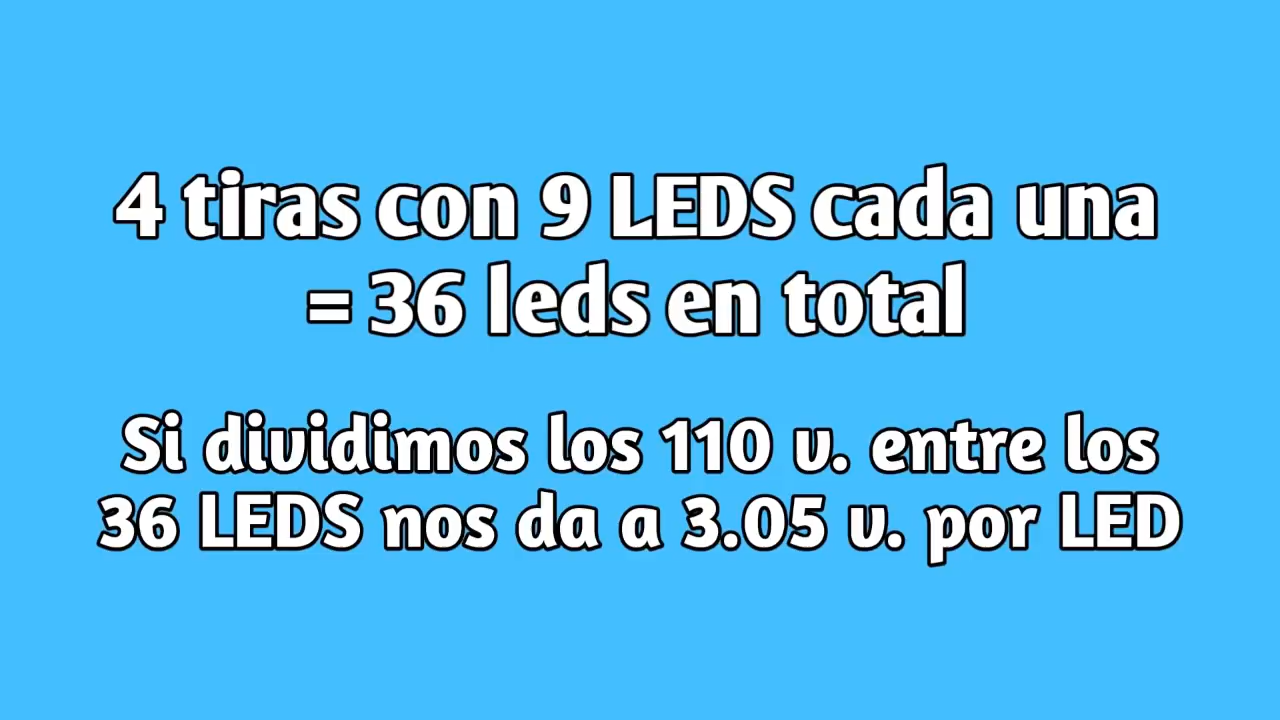 4 tiras con 9 LEDS cada una
= 36 leds en total
Si dividimos los 110 v. entre los
36 LEDS nos da a 3.05 v. por LED